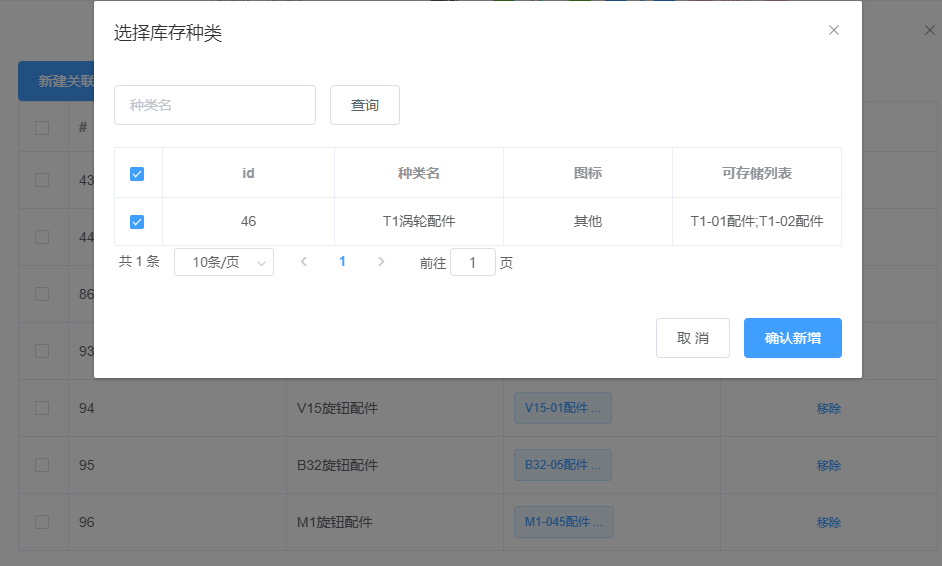 选择库存种类
新建关联
种类名
查询
#
id 种类名 图标 可存储列表
43
46 T1涡轮配件 其他 T1-01配件;T1-02配件
44
共 1 条 10条/页 1 前往 1 页
86
取 消 确认新增
93
94 V15旋钮配件 V15-01配件 ... 移除
95 B32旋钮配件 B32-05配件 ... 移除
96 M1旋钮配件 M1-045配件 ... 移除